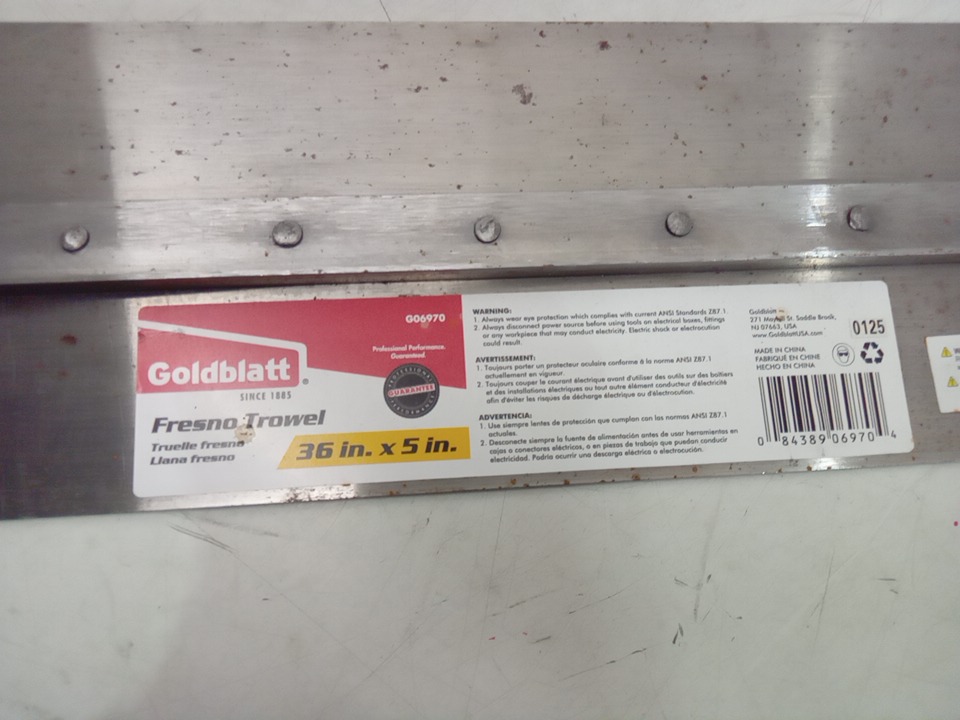 G06970
Professional Performance.
Guaranteed.
Goldblatt®
SINCE 1885
PROFESSIONAL
GUARANTEE
PERFORMANCE
Fresno Trowel
Truelle fresno
Llana fresno
36 in. x 5 in.
WARNING:
1. Always wear eye protection which complies with current ANSI Standards Z87.1.
2. Always disconnect power source before using tools on electrical boxes, fittings
or any workpiece that may conduct electricity. Electric shock or electrocution
could result.
AVERTISSEMENT:
1. Toujours porter un protecteur oculaire conforme à la norme ANSI Z87.1
actuellement en vigueur.
2. Toujours couper le courant électrique avant d'utiliser des outils sur des boîtiers
et des installations électriques ou tout autre élément conducteur d'électricité
afin d'éviter les risques de décharge électrique ou d'électrocution.
ADVERTENCIA:
1. Use siempre lentes de protección que cumplan con las normas ANSI Z87.1
actuales.
2. Desconecte siempre la fuente de alimentación antes de usar herramientas en
cajas o conectores eléctricos, o en piezas de trabajo que puedan conducir
electricidad. Podría ocurrir una descarga eléctrica o electrocución.
Goldblatt
271 St. Saddle Brook,
NJ 07663, USA
www.GoldblattUSA.com
0125
MADE IN CHINA
FABRIQUÉ EN CHINE
HECHO EN CHINA
0 84389 06970 4